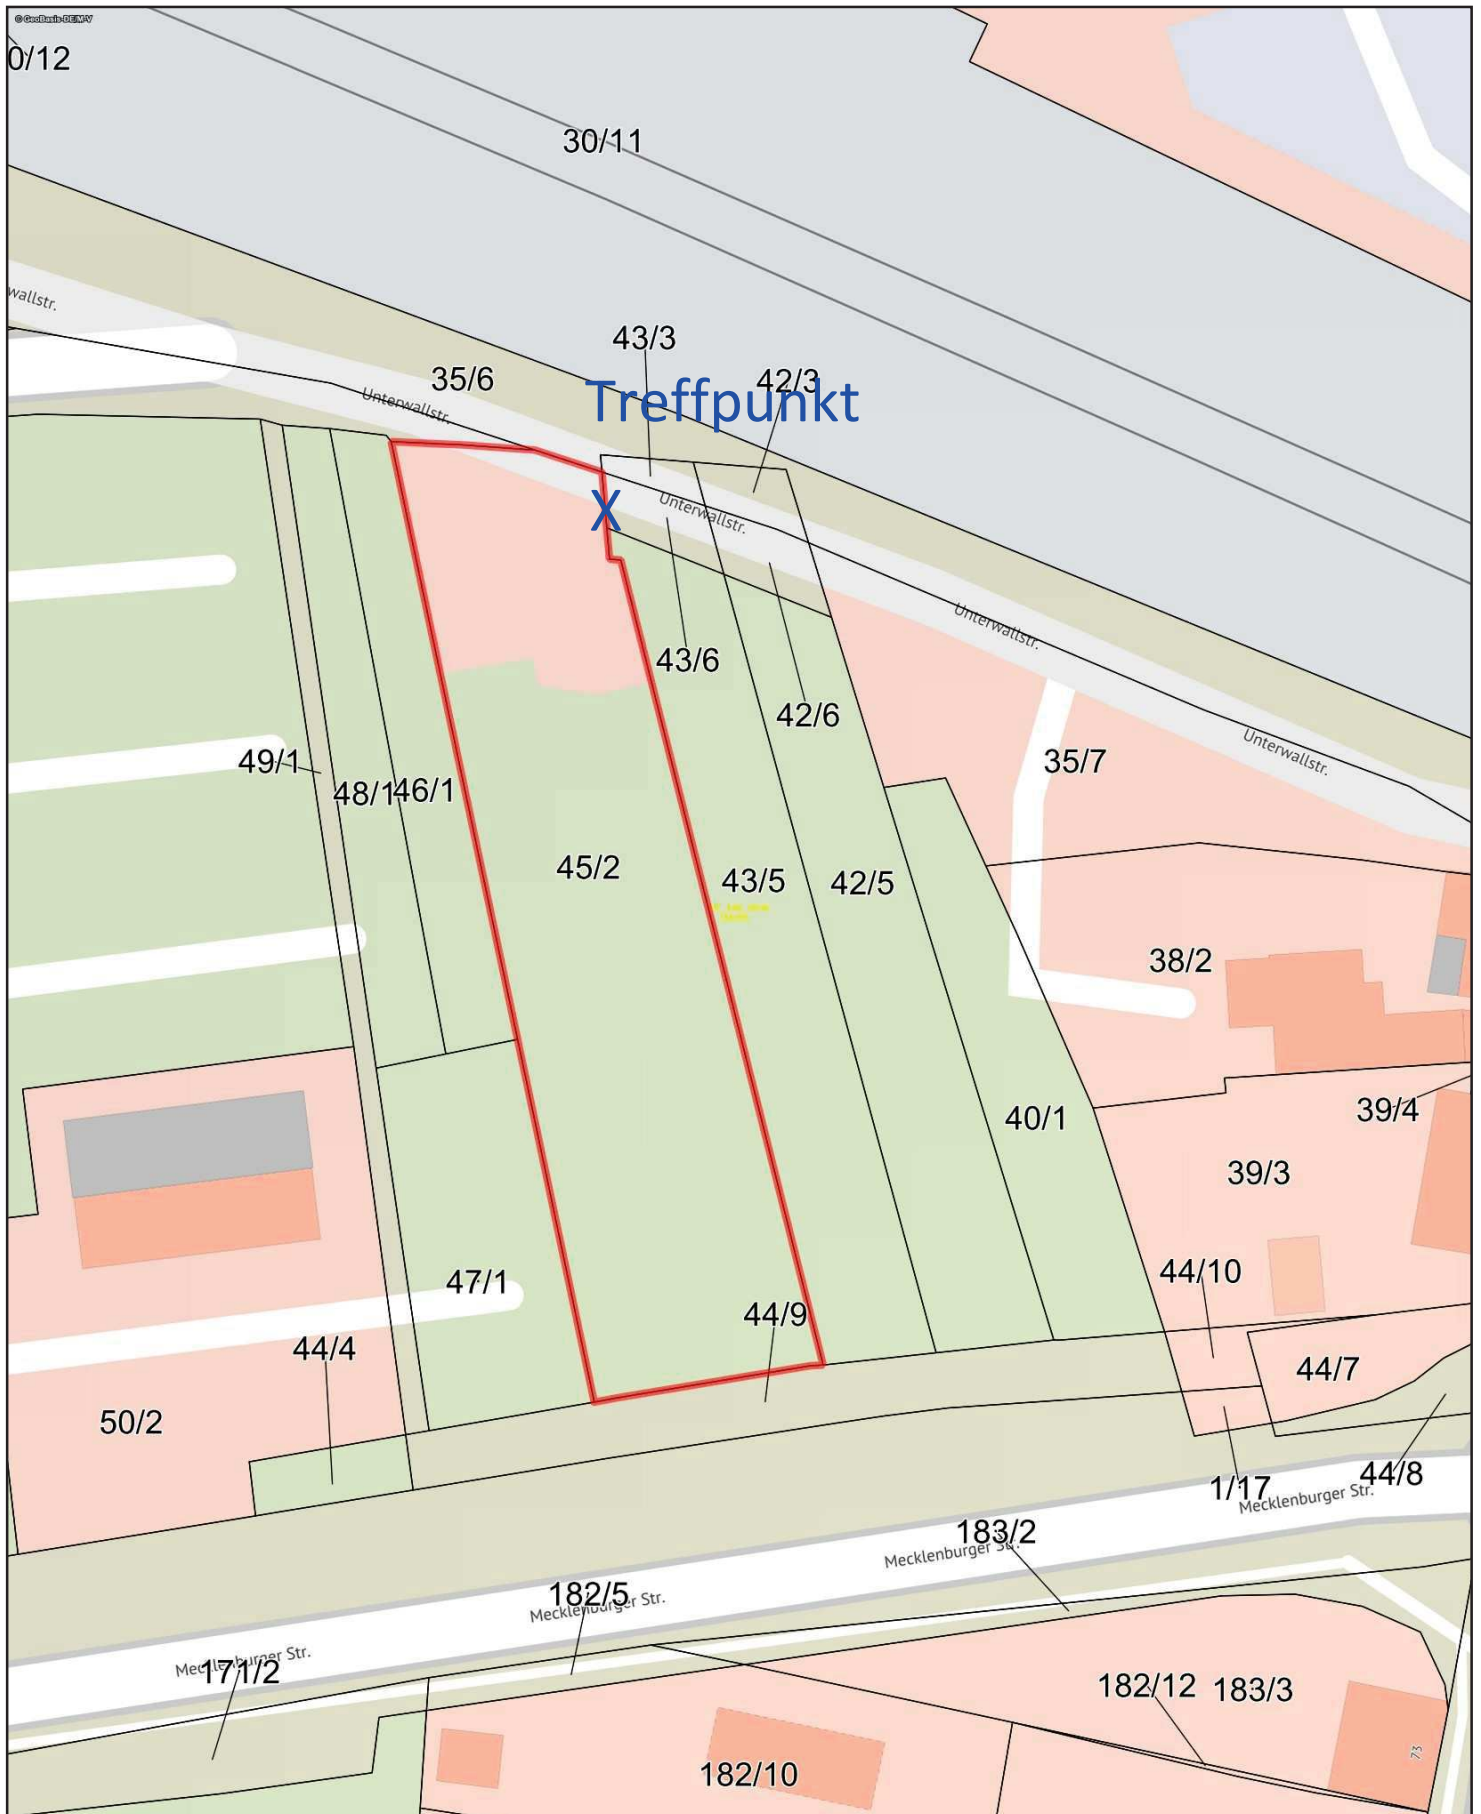 © GeoBasis-DE/M-V
0/12
30/11
wallstr.
43/3
35/6
42/3
Unterwallstr.
Treffpunkt
X
Unterwallstr.
Unterwallstr.
43/6
42/6
Unterwallstr.
49/1
48/1
46/1
35/7
45/2
43/5
42/5
38/2
40/1
39/4
39/3
44/10
47/1
44/9
44/4
44/7
50/2
1/17
44/8
Mecklenburger Str.
183/2
Mecklenburger Str.
182/5
Mecklenburger Str.
Mecklenburger Str.
171/2
182/12
183/3
73
182/10